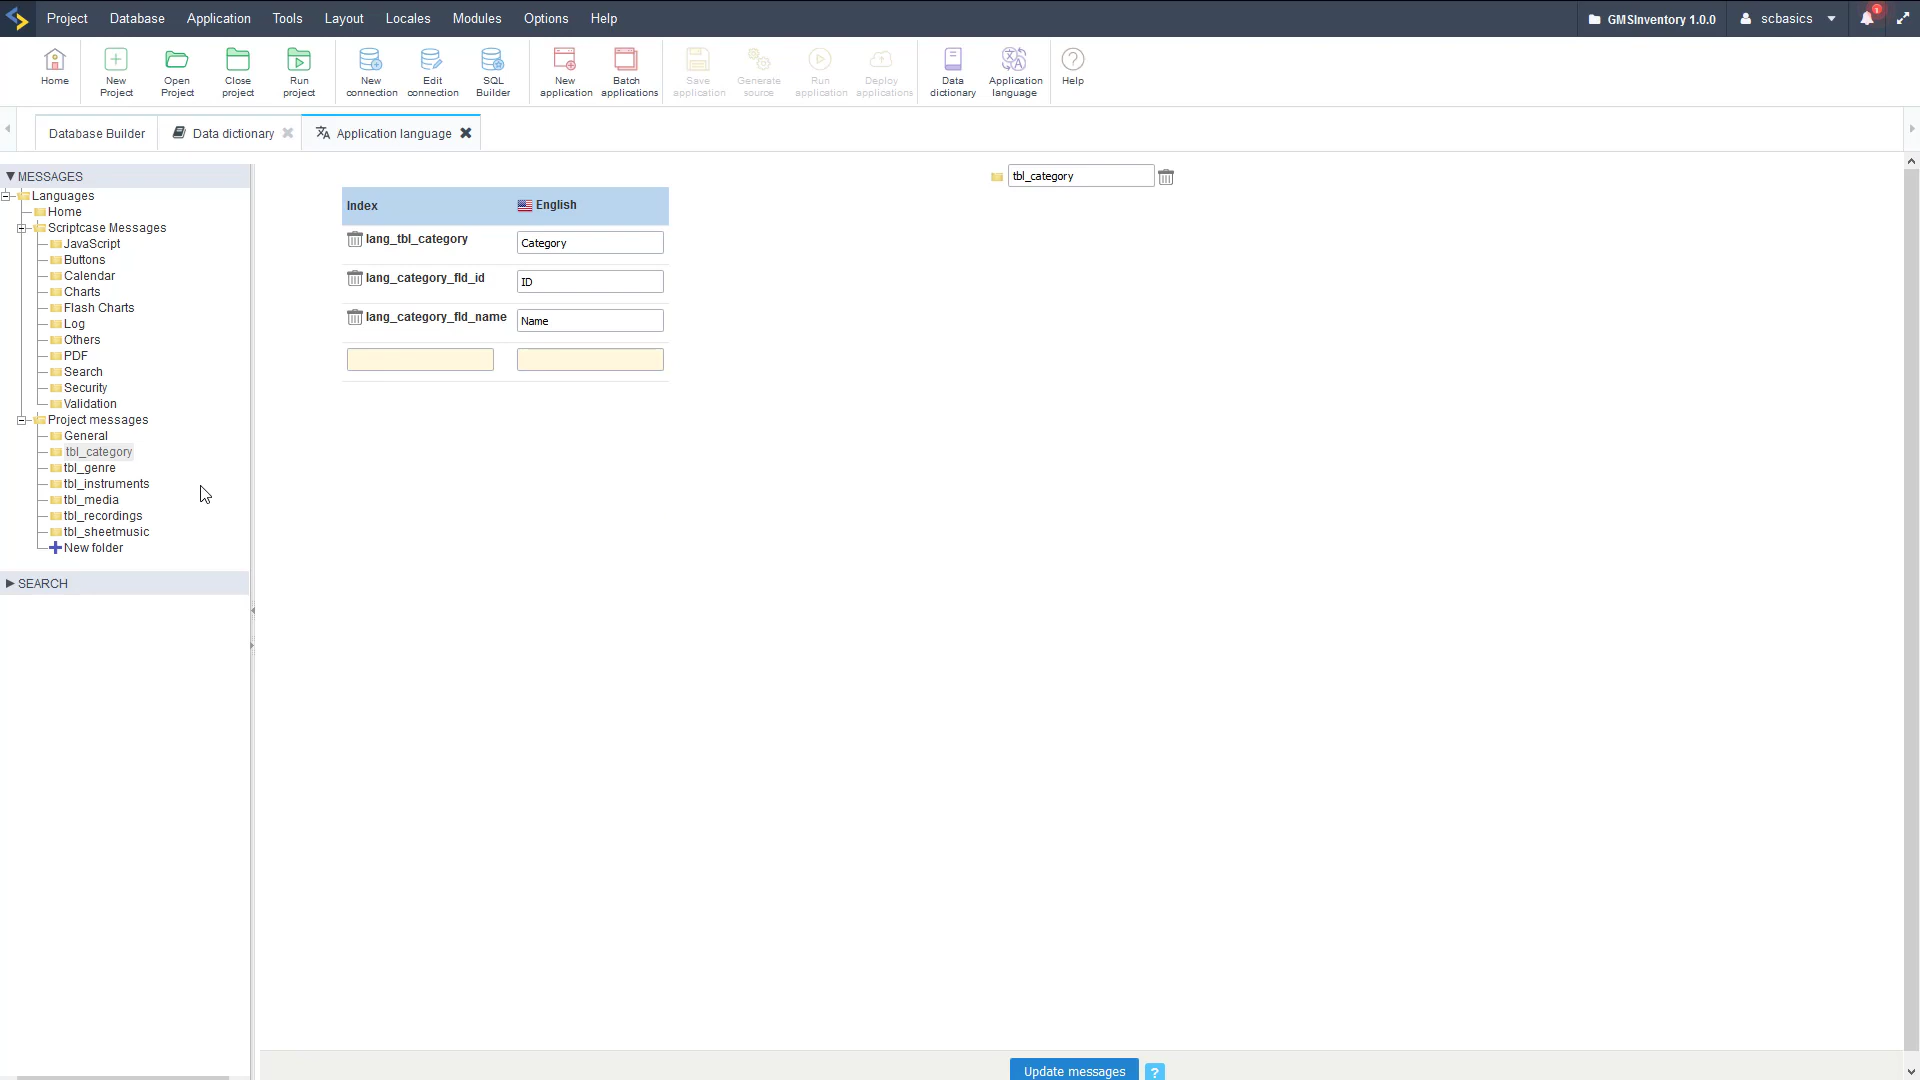 Project Database Application Tools Layout Locales Modules Options Help GMSInventory 1.0.0 scbasics 1
Home New Project Open Project Close project Run project New connection Edit connection SQL Builder New application Batch applications Save application Generate source Run application Deploy applications Data dictionary Application language Help
Database Builder Data dictionary Application language
MESSAGES
tbl_category
Languages
Home
Scriptcase Messages
JavaScript
Buttons
Calendar
Charts
Flash Charts
Log
Others
PDF
Search
Security
Validation
Project messages
General
tbl_category
tbl_genre
tbl_instruments
tbl_media
tbl_recordings
tbl_sheetmusic
New folder
SEARCH
Index English
lang_tbl_category Category
lang_category_fld_id ID
lang_category_fld_name Name
Update messages ?